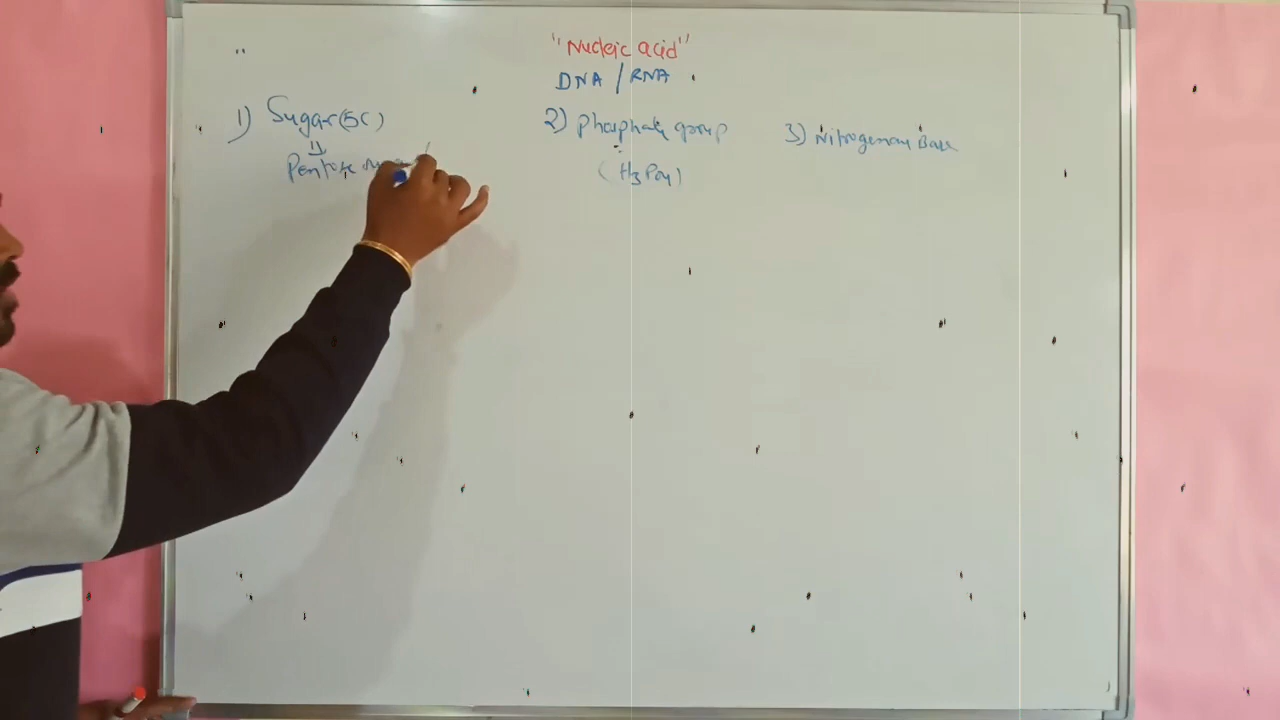 "Nucleic acid"
DNA / RNA
1) Sugar (5C)
Pentose
2) Phosphate group
(H3PO4)
3) Nitrogenous Base